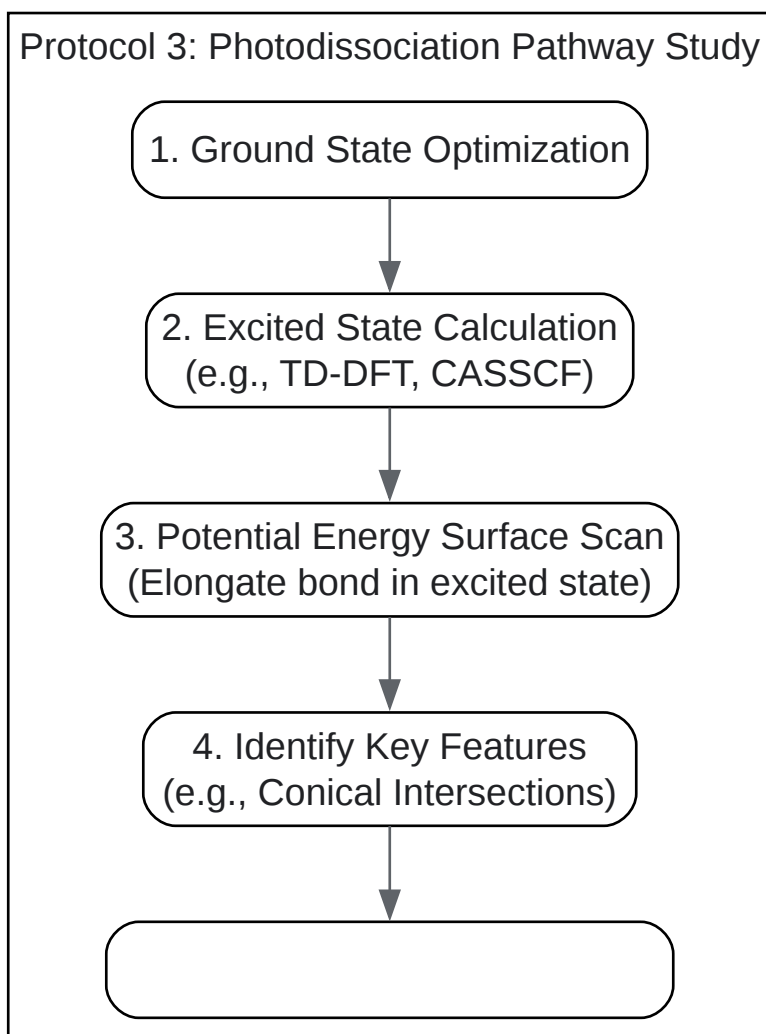 Protocol 3: Photodissociation Pathway Study
1. Ground State Optimization
2. Excited State Calculation
(e.g., TD-DFT, CASSCF)
3. Potential Energy Surface Scan
(Elongate bond in excited state)
4. Identify Key Features
(e.g., Conical Intersections)